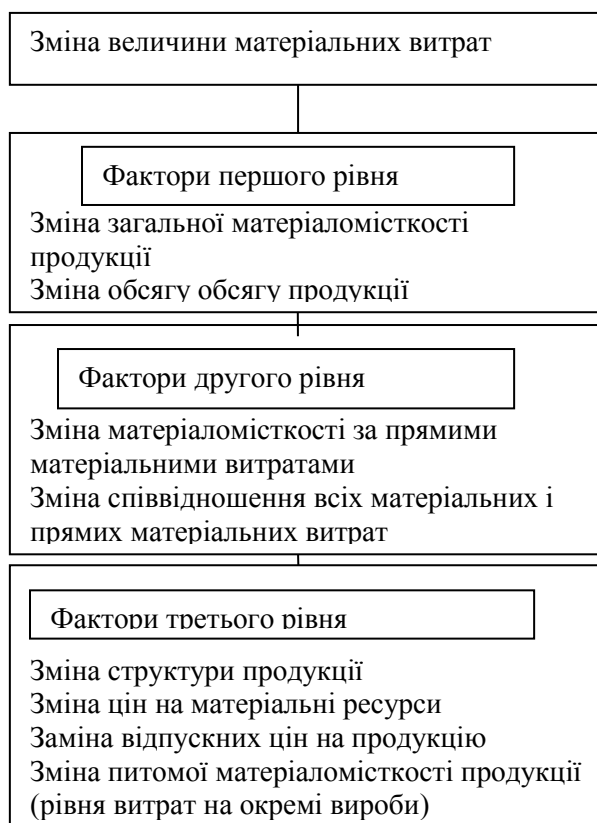 Зміна величини матеріальних витрат
Фактори першого рівня
Зміна загальної матеріаломісткості
продукції
Зміна обсягу обсягу продукції
Фактори другого рівня
Зміна матеріаломісткості за прямими
матеріальними витратами
Зміна співвідношення всіх матеріальних і
прямих матеріальних витрат
Фактори третього рівня
Зміна структури продукції
Зміна цін на матеріальні ресурси
Заміна відпускних цін на продукцію
Зміна питомої матеріаломісткості продукції
(рівня витрат на окремі вироби)